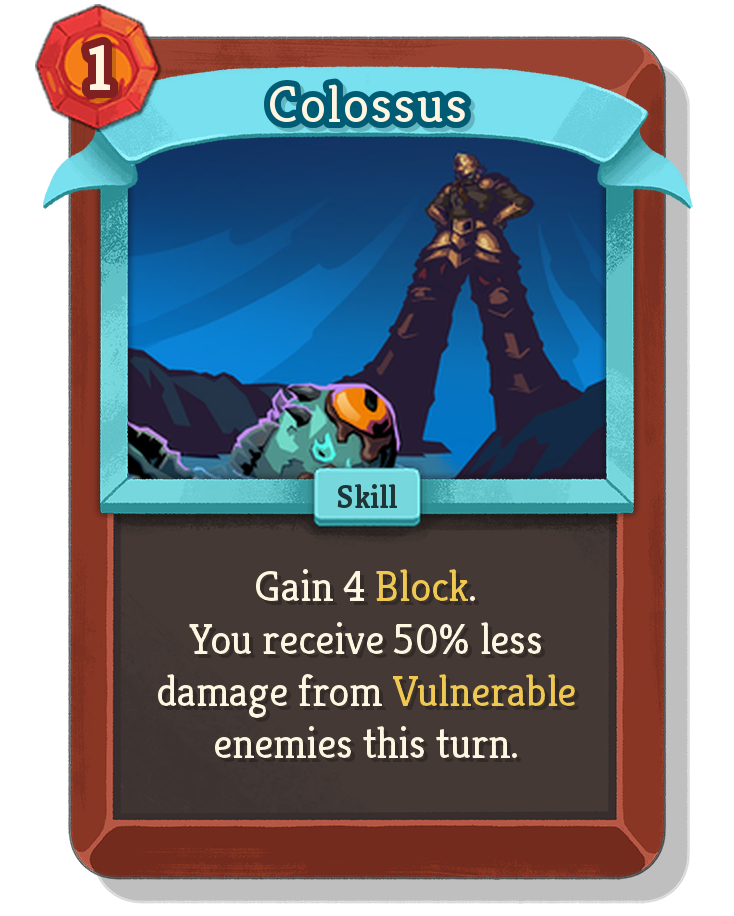 1
Colossus
Skill
Gain 4 Block.
You receive 50% less
damage from Vulnerable
enemies this turn.